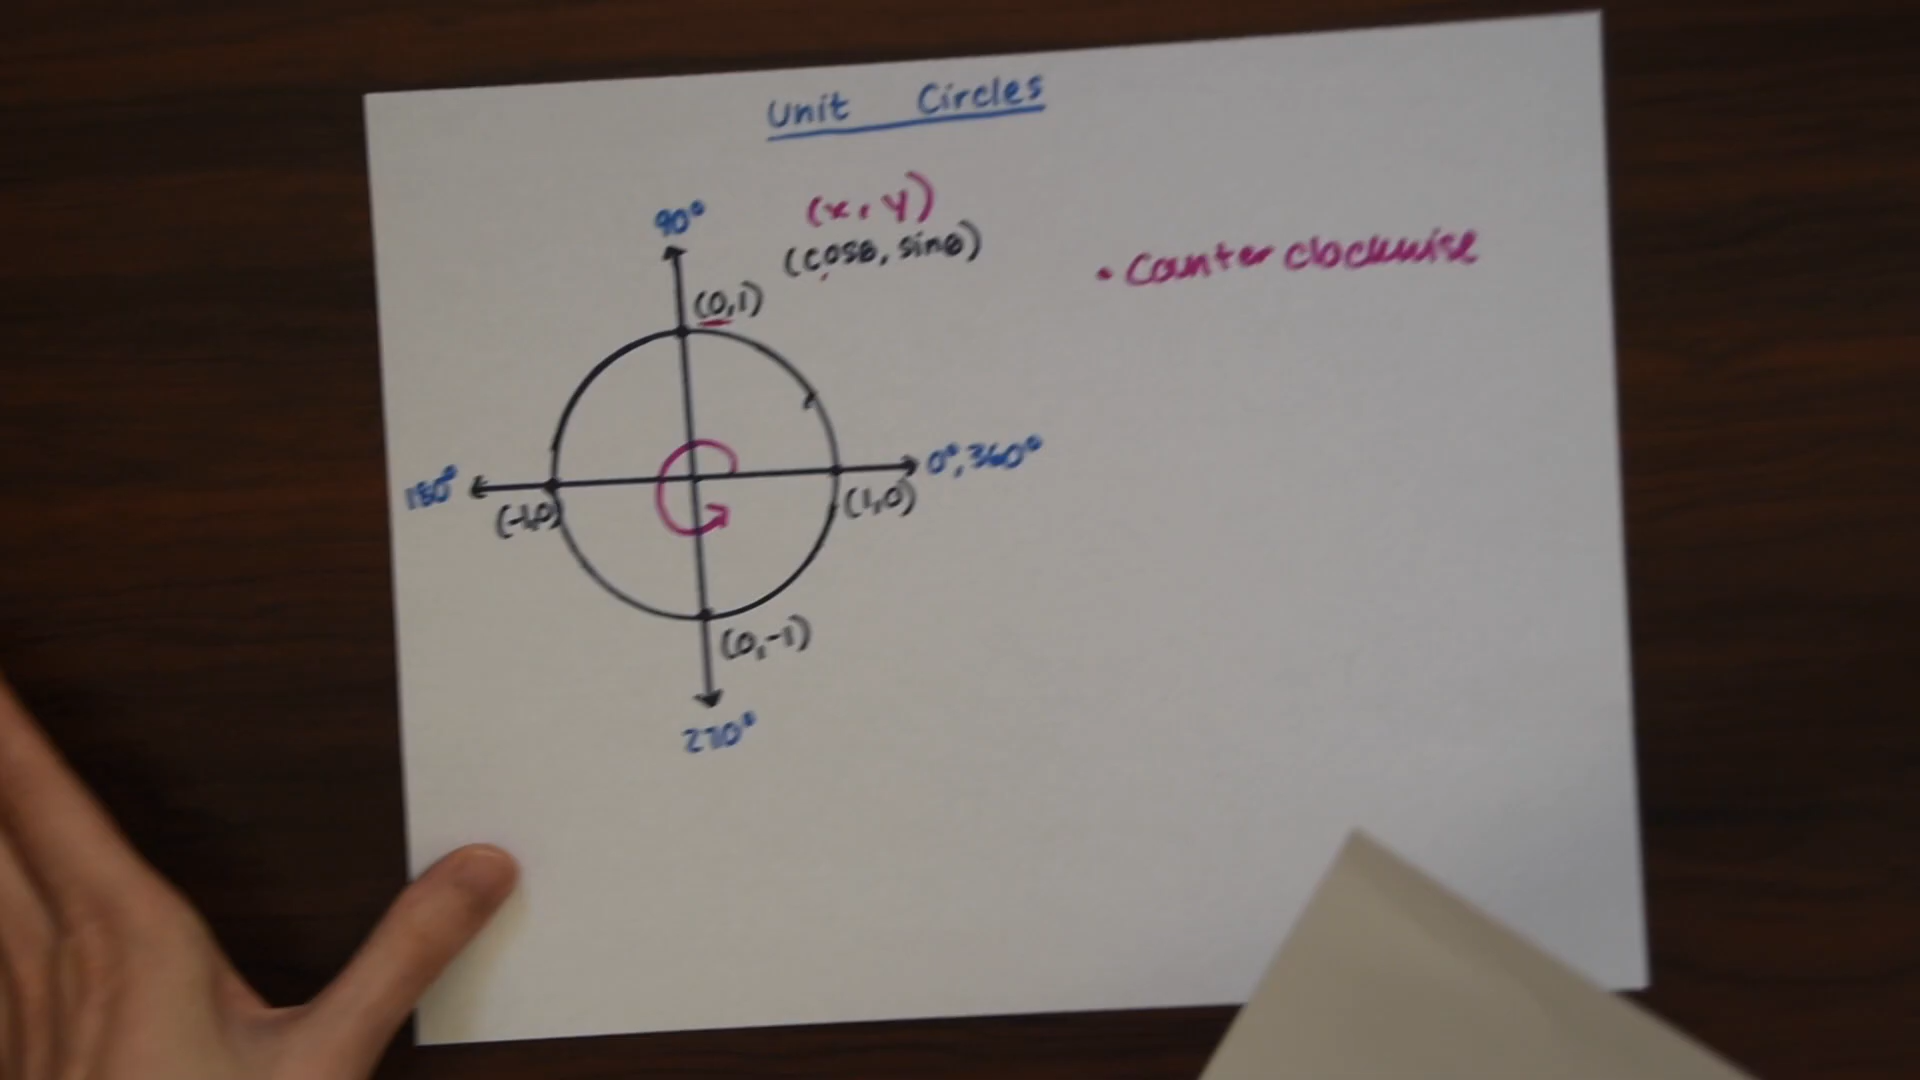 Unit Circles
90°
(x, y)
(cosθ, sinθ)
• Counter clockwise
(0,1)
180°
0°, 360°
(-1,0)
(1,0)
(0,-1)
270°